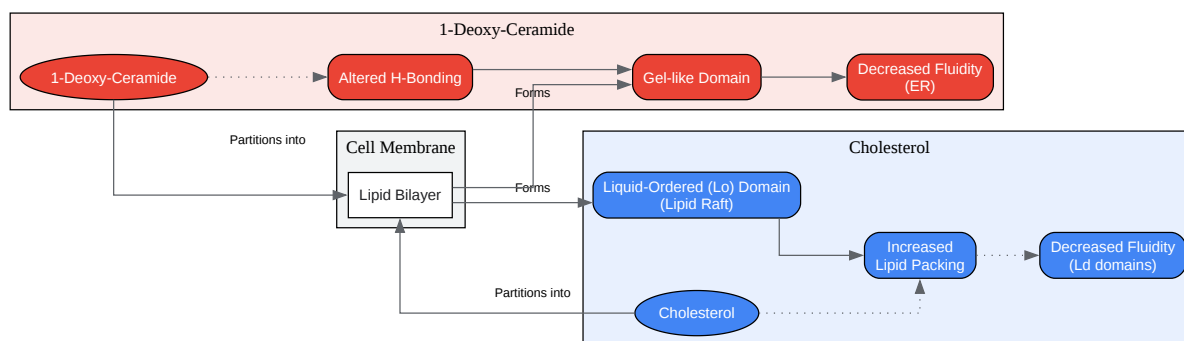 1-Deoxy-Ceramide
1-Deoxy-Ceramide
Altered H-Bonding
Gel-like Domain
Decreased Fluidity
(ER)
Forms
Partitions into
Cell Membrane
Lipid Bilayer
Forms
Cholesterol
Liquid-Ordered (Lo) Domain
(Lipid Raft)
Increased
Lipid Packing
Decreased Fluidity
(Ld domains)
Partitions into
Cholesterol